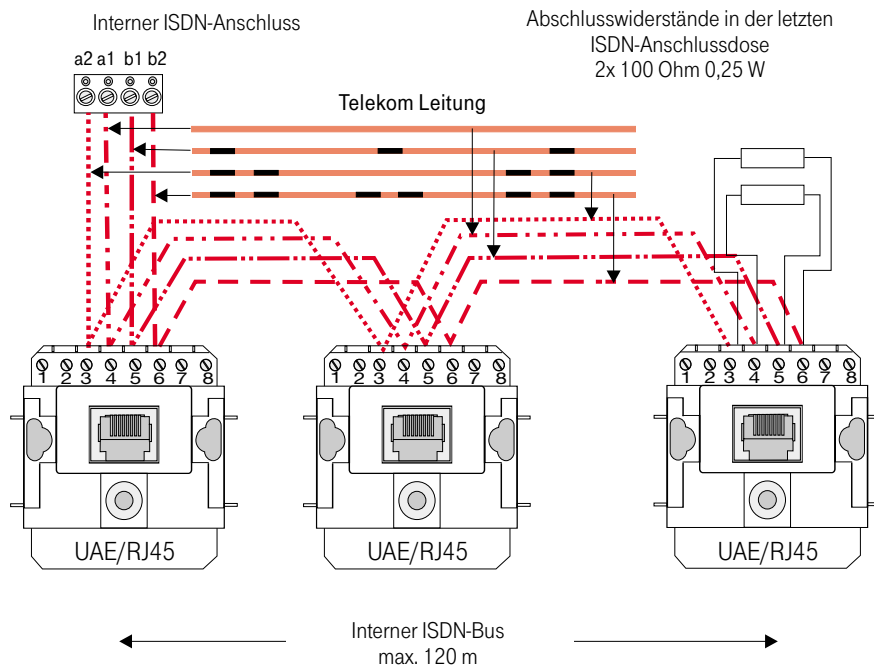 Interner ISDN-Anschluss
Abschlusswiderstände in der letzten
ISDN-Anschlussdose
2x 100 Ohm 0,25 W
a2 a1 b1 b2
Telekom Leitung
1 2 3 4 5 6 7 8
1 2 3 4 5 6 7 8
1 2 3 4 5 6 7 8
UAE/RJ45
UAE/RJ45
UAE/RJ45
Interner ISDN-Bus
max. 120 m